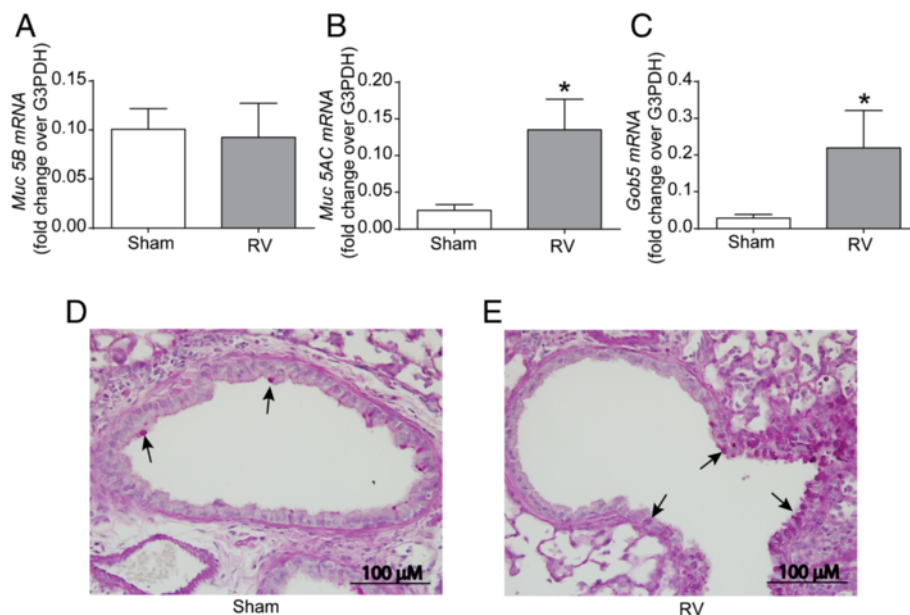 A
Muc 5B mRNA
(fold change over G3PDH)
0.15
0.10
0.05
0.00
Sham
RV
B
Muc 5AC mRNA
(fold change over G3PDH)
0.20
0.15
0.10
0.05
0.00
*
Sham
RV
C
Gob5 mRNA
(fold change over G3PDH)
0.4
0.3
0.2
0.1
0.0
*
Sham
RV
D
100 µM
Sham
E
100 µM
RV